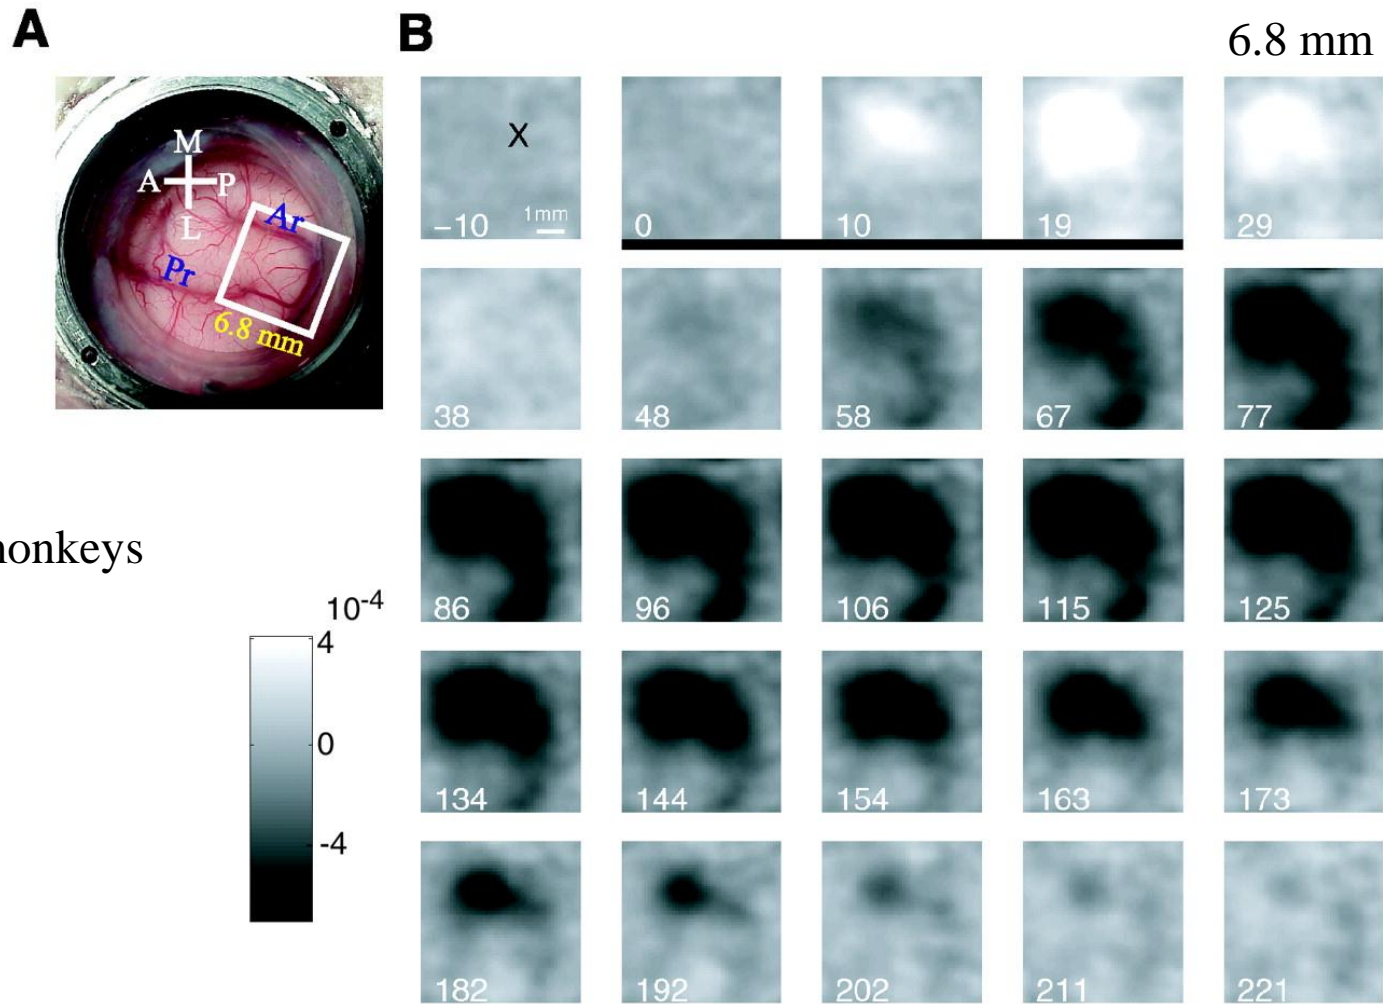 A
B
6.8 mm
M
A P
L
Ar
Pr
6.8 mm
X
1mm
−10 0 10 19 29
38 48 58 67 77
onkeys
86 96 106 115 125
10-4
4
0
-4
134 144 154 163 173
182 192 202 211 221